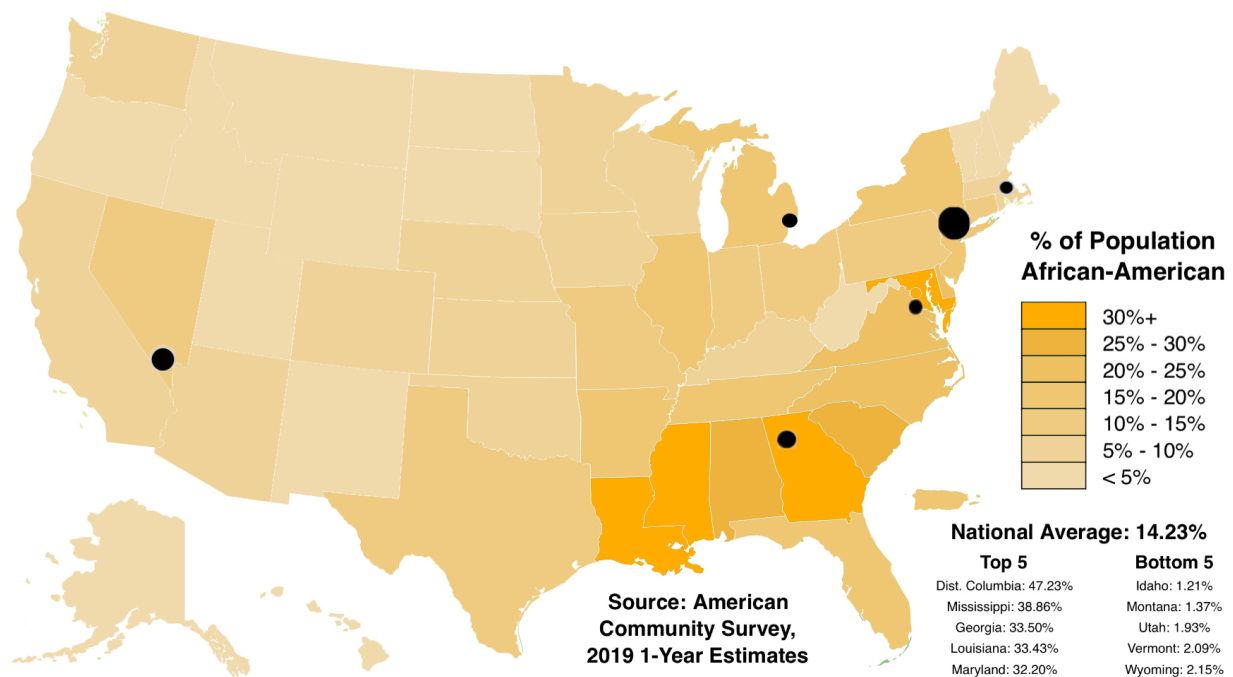 % of Population
African-American
30%+
25% - 30%
20% - 25%
15% - 20%
10% - 15%
5% - 10%
< 5%
National Average: 14.23%
Top 5
Dist. Columbia: 47.23%
Mississippi: 38.86%
Georgia: 33.50%
Louisiana: 33.43%
Maryland: 32.20%
Bottom 5
Idaho: 1.21%
Montana: 1.37%
Utah: 1.93%
Vermont: 2.09%
Wyoming: 2.15%
Source: American
Community Survey,
2019 1-Year Estimates